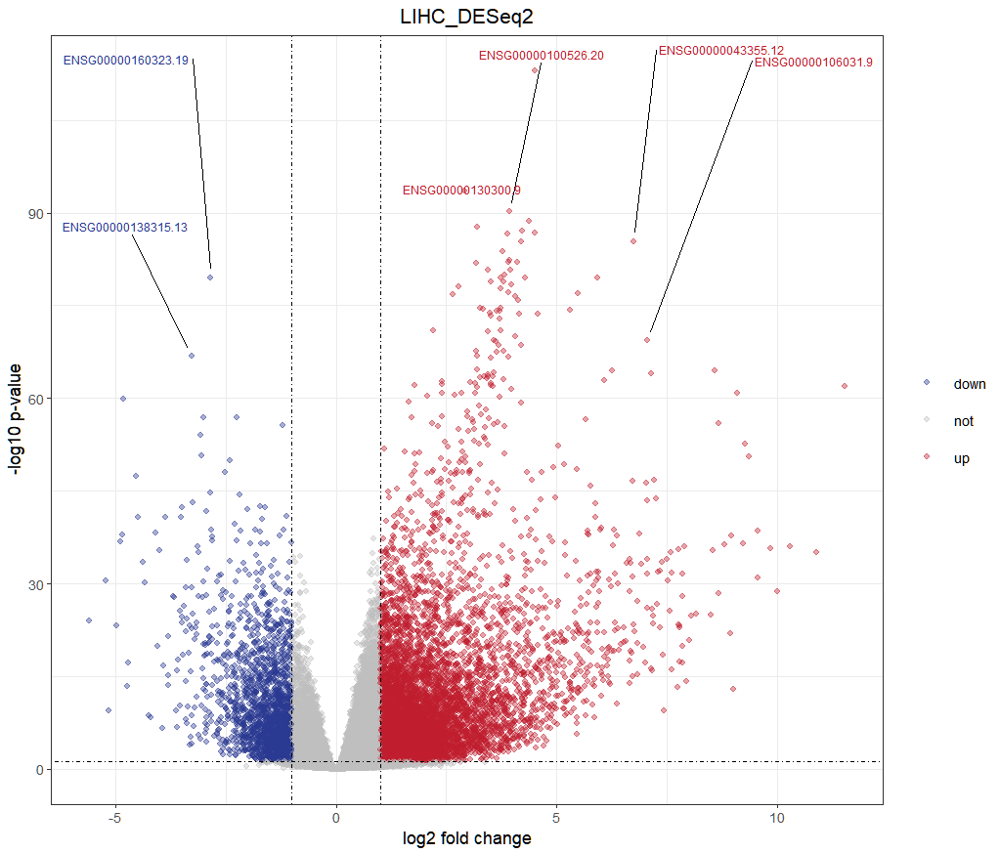 LIHC_DESeq2
ENSG00000160323.19
ENSG00000100526.20
ENSG00000043355.12
ENSG00000106031.9
ENSG00000130300.9
ENSG00000138315.13
90
60
30
0
-log10 p-value
-5
0
5
10
log2 fold change
down
not
up